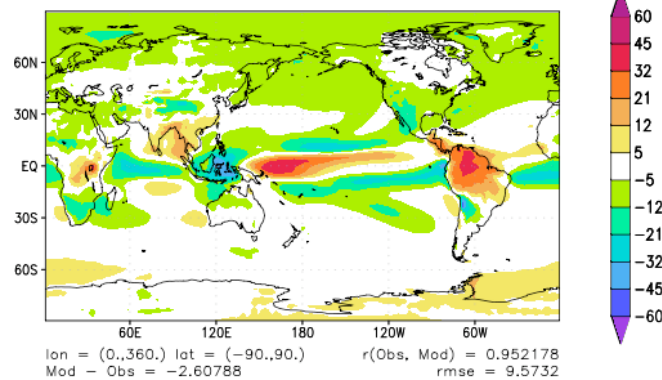 60N
30N
EQ
30S
60S
60E 120E 180 120W 60W
lon = (0.,360.) lat = (−90.,90.) r(Obs, Mod) = 0.952178
Mod − Obs = −2.60788 rmse = 9.5732
60
45
32
21
12
5
−5
−12
−21
−32
−45
−60